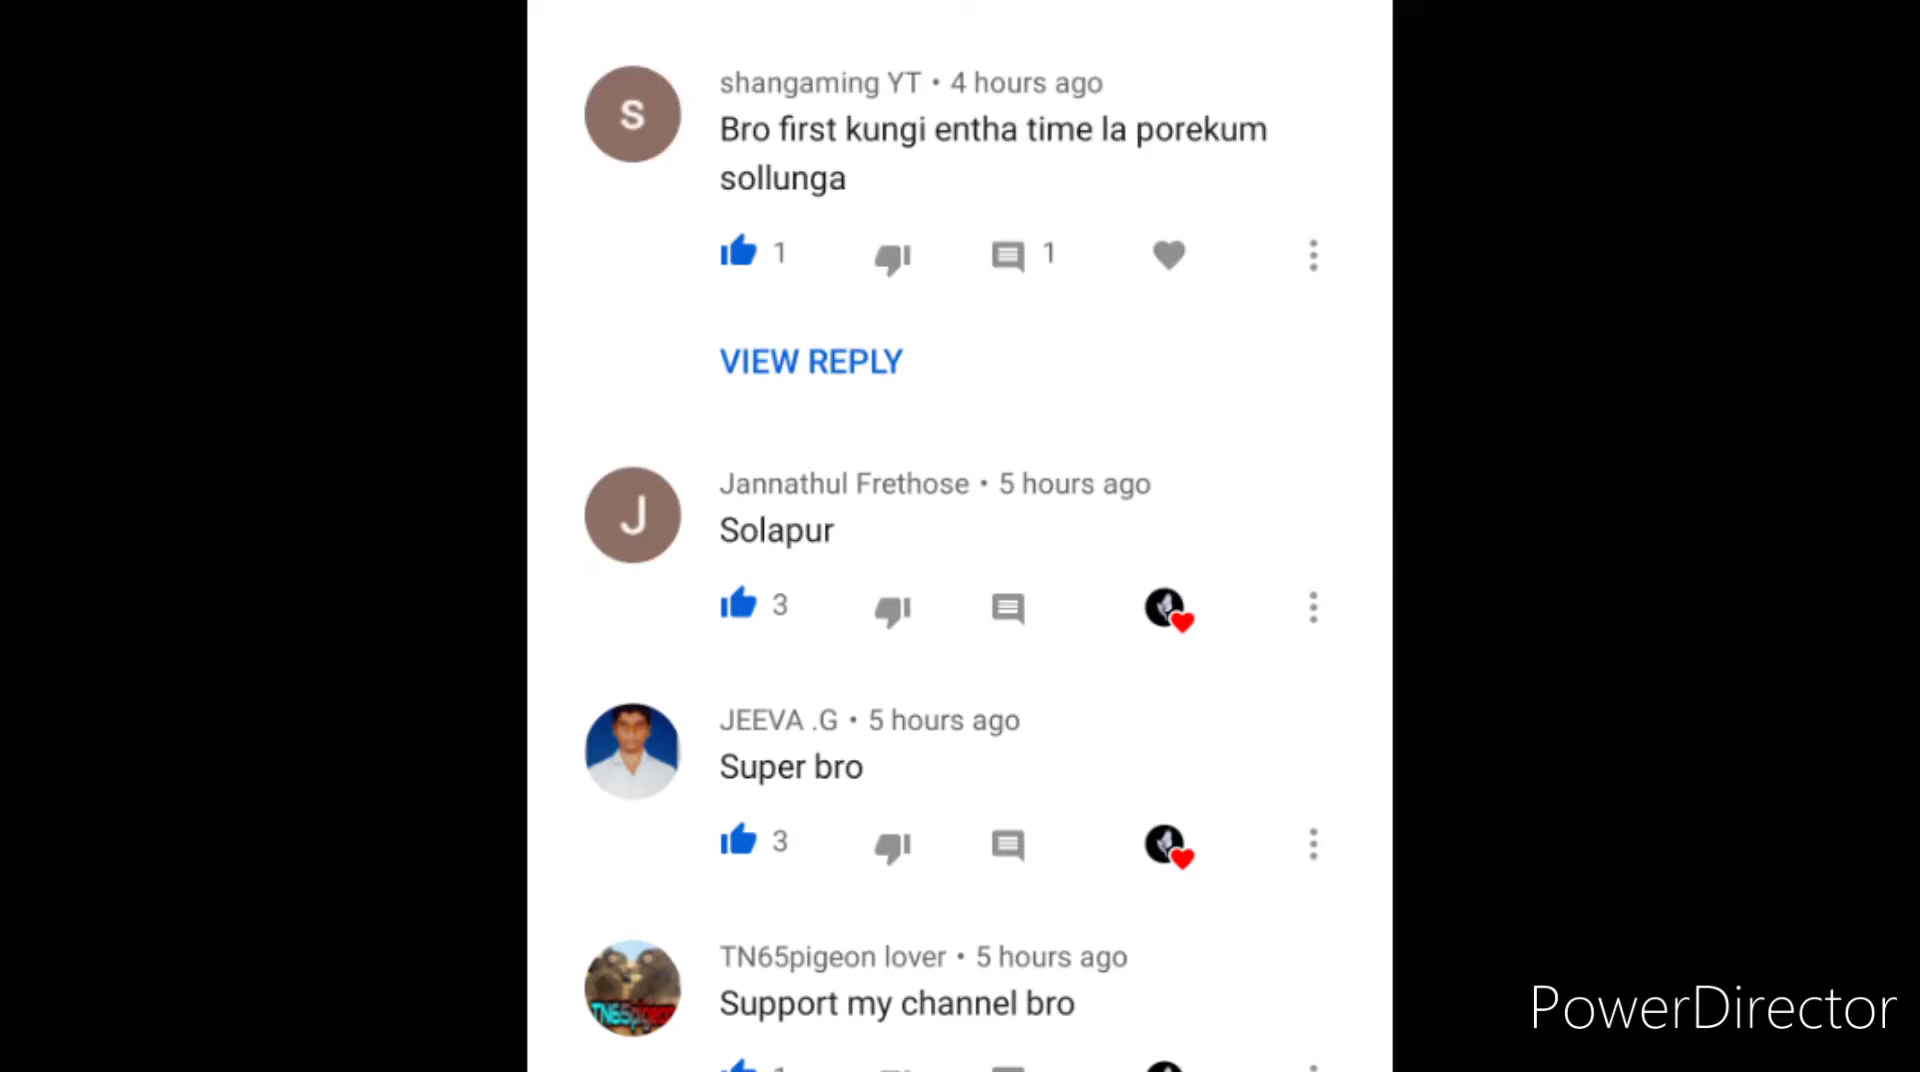 S
shangaming YT • 4 hours ago
Bro first kungi entha time la porekum
sollunga
1
1
VIEW REPLY
J
Jannathul Frethose • 5 hours ago
Solapur
3
JEEVA .G • 5 hours ago
Super bro
3
TN65pigeon lover • 5 hours ago
TN65pigeon
Support my channel bro
PowerDirector